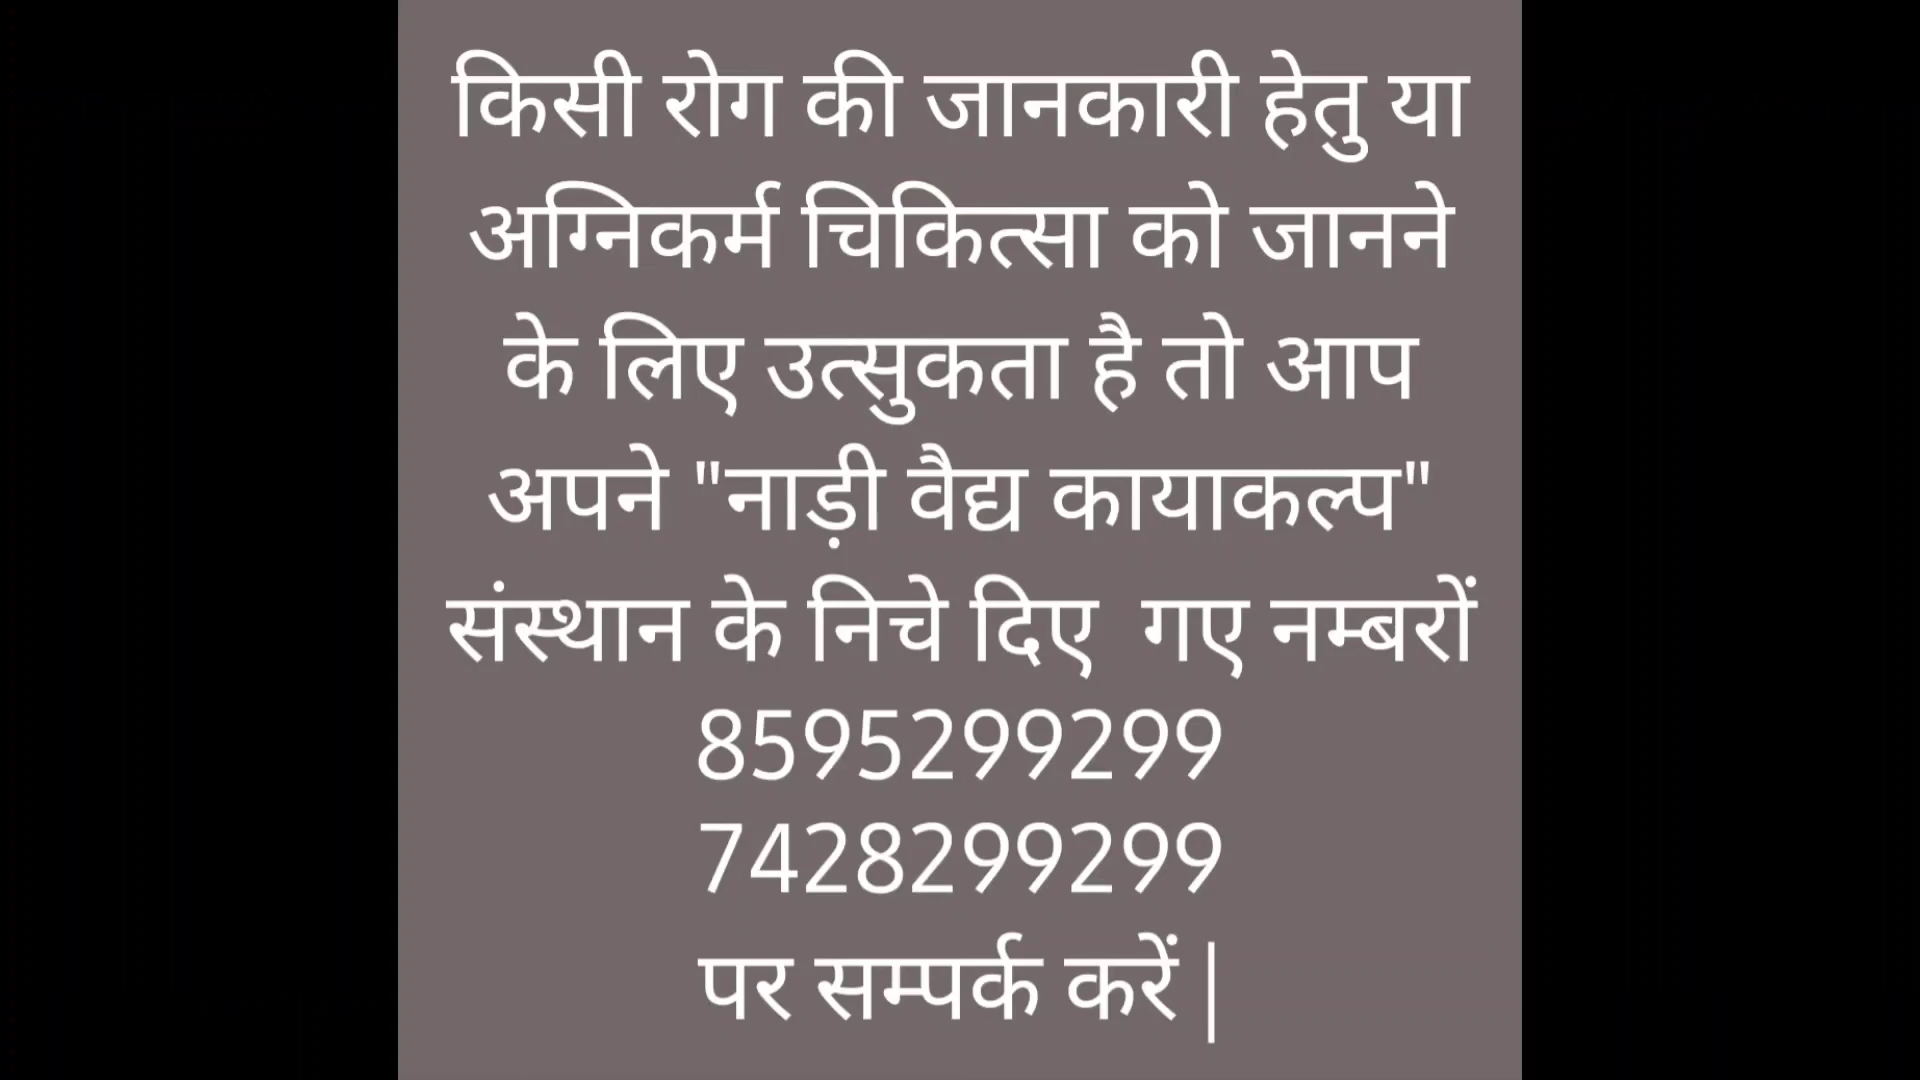 किसी रोग की जानकारी हेतु या
अग्निकर्म चिकित्सा को जानने
के लिए उत्सुकता है तो आप
अपने "नाड़ी वैद्य कायाकल्प"
संस्थान के निचे दिए  गए नम्बरों
8595299299
7428299299
पर सम्पर्क करें |